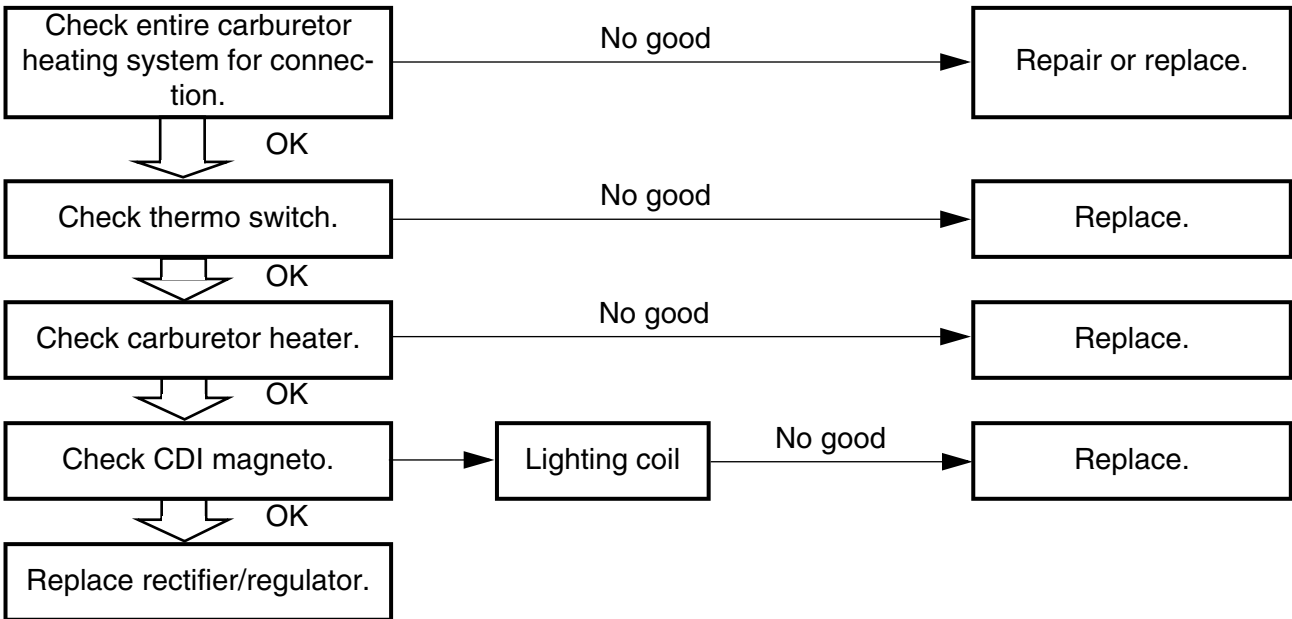 Check entire carburetor
heating system for connec-
tion.
No good
Repair or replace.
OK
Check thermo switch.
No good
Replace.
OK
Check carburetor heater.
No good
Replace.
OK
Check CDI magneto.
Lighting coil
No good
Replace.
OK
Replace rectifier/regulator.